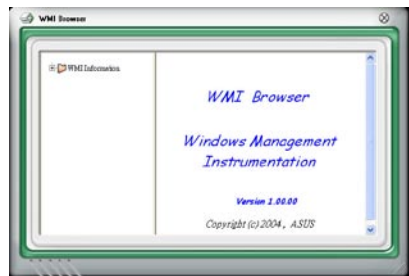 WMI Browser
WMI Information
WMI Browser
Windows Management
Instrumentation
Version 1.00.00
Copyright (c) 2004, ASUS